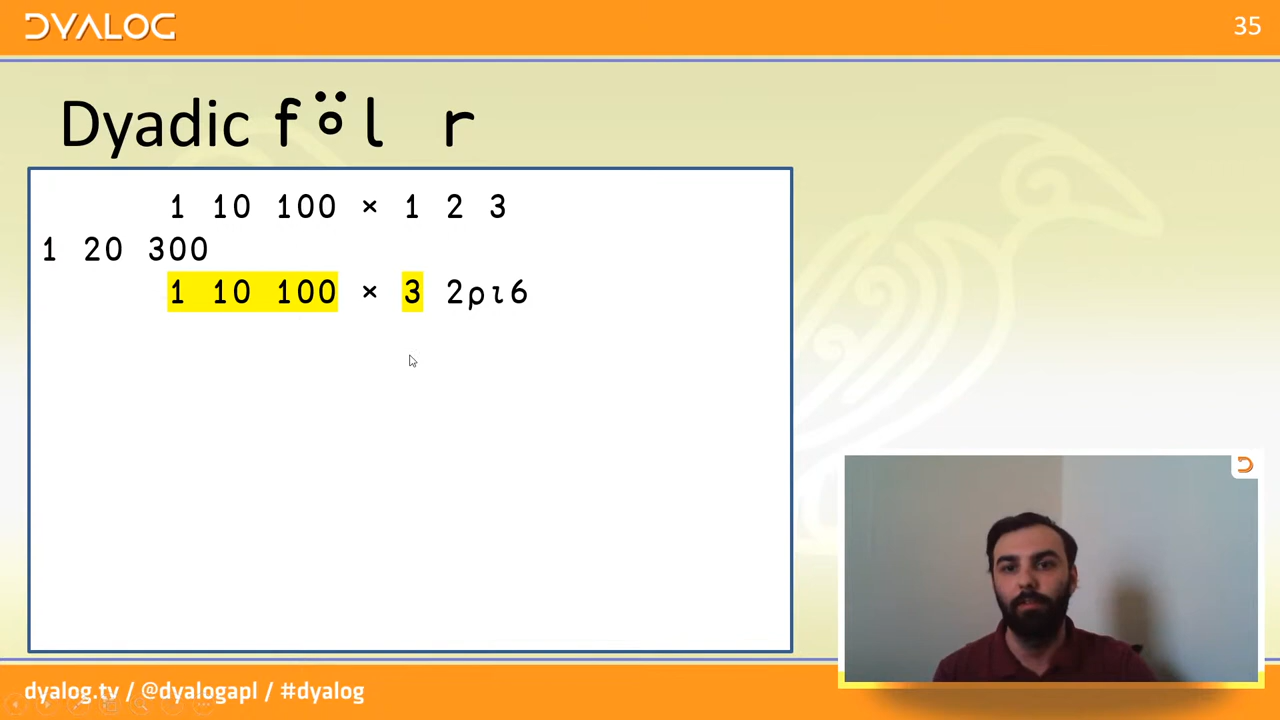 DYALOG
35
Dyadic f⍤l r
1 10 100 × 1 2 3
1 20 300
1 10 100 × 3 2⍴⍳6
dyalog.tv / @dyalogapl / #dyalog